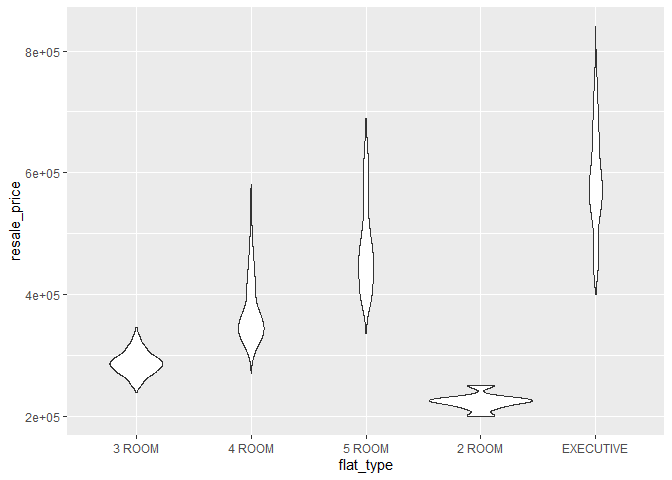 8e+05
6e+05
4e+05
2e+05
resale_price
3 ROOM 4 ROOM 5 ROOM 2 ROOM EXECUTIVE
flat_type